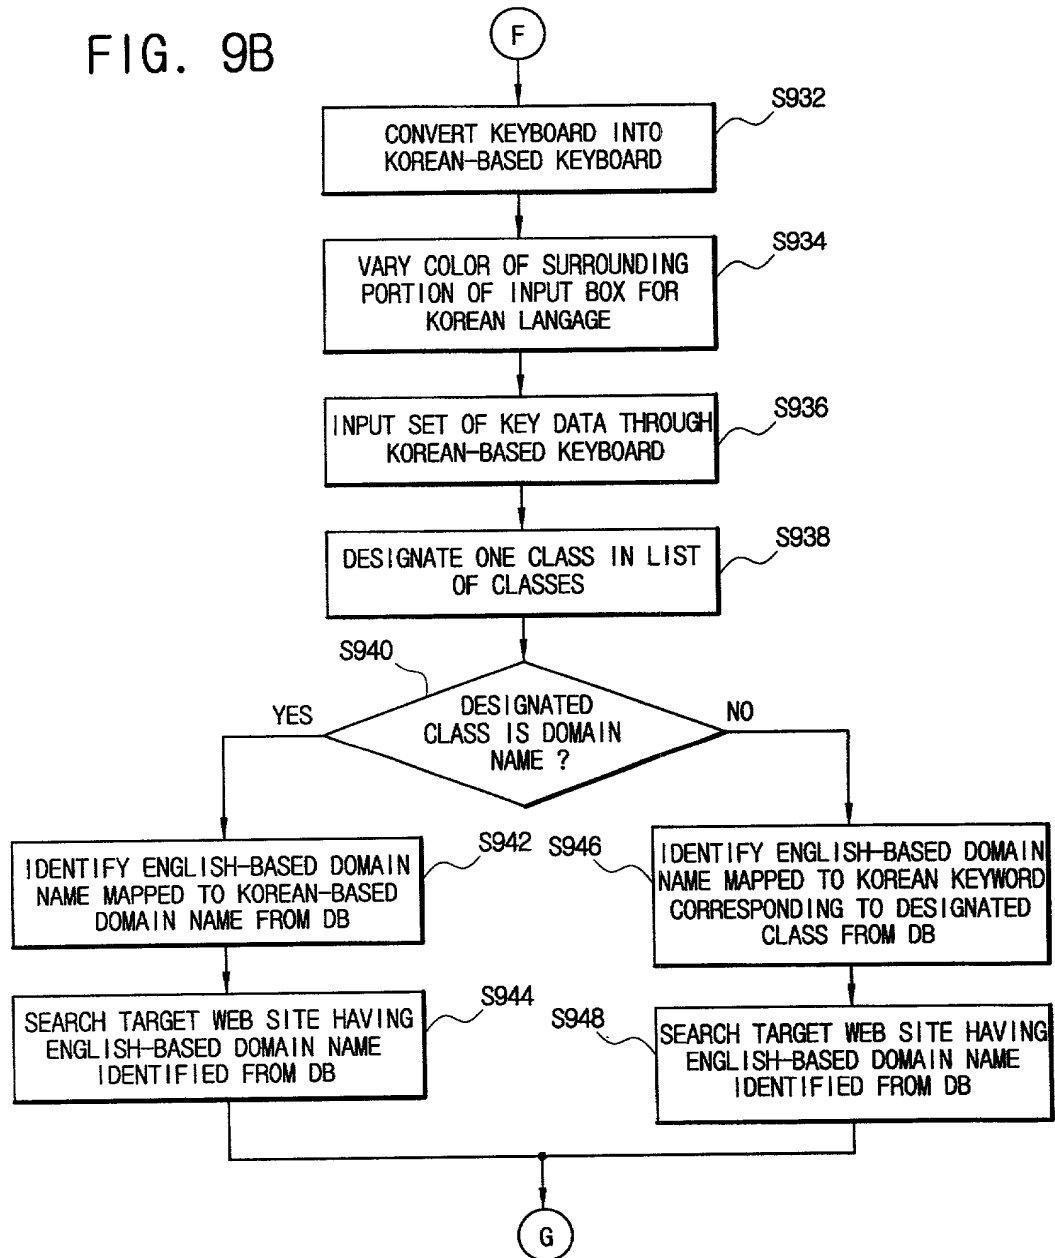 FIG. 9B
F
S932
CONVERT KEYBOARD INTO
KOREAN-BASED KEYBOARD
S934
VARY COLOR OF SURROUNDING
PORTION OF INPUT BOX FOR
KOREAN LANGAGE
S936
INPUT SET OF KEY DATA THROUGH
KOREAN-BASED KEYBOARD
S938
DESIGNATE ONE CLASS IN LIST
OF CLASSES
S940
DESIGNATED
CLASS IS DOMAIN
NAME ?
YES
NO
S942
IDENTIFY ENGLISH-BASED DOMAIN
NAME MAPPED TO KOREAN-BASED
DOMAIN NAME FROM DB
S946
IDENTIFY ENGLISH-BASED DOMAIN
NAME MAPPED TO KOREAN KEYWORD
CORRESPONDING TO DESIGNATED
CLASS FROM DB
S944
SEARCH TARGET WEB SITE HAVING
ENGLISH-BASED DOMAIN NAME
IDENTIFIED FROM DB
S948
SEARCH TARGET WEB SITE HAVING
ENGLISH-BASED DOMAIN NAME
IDENTIFIED FROM DB
G